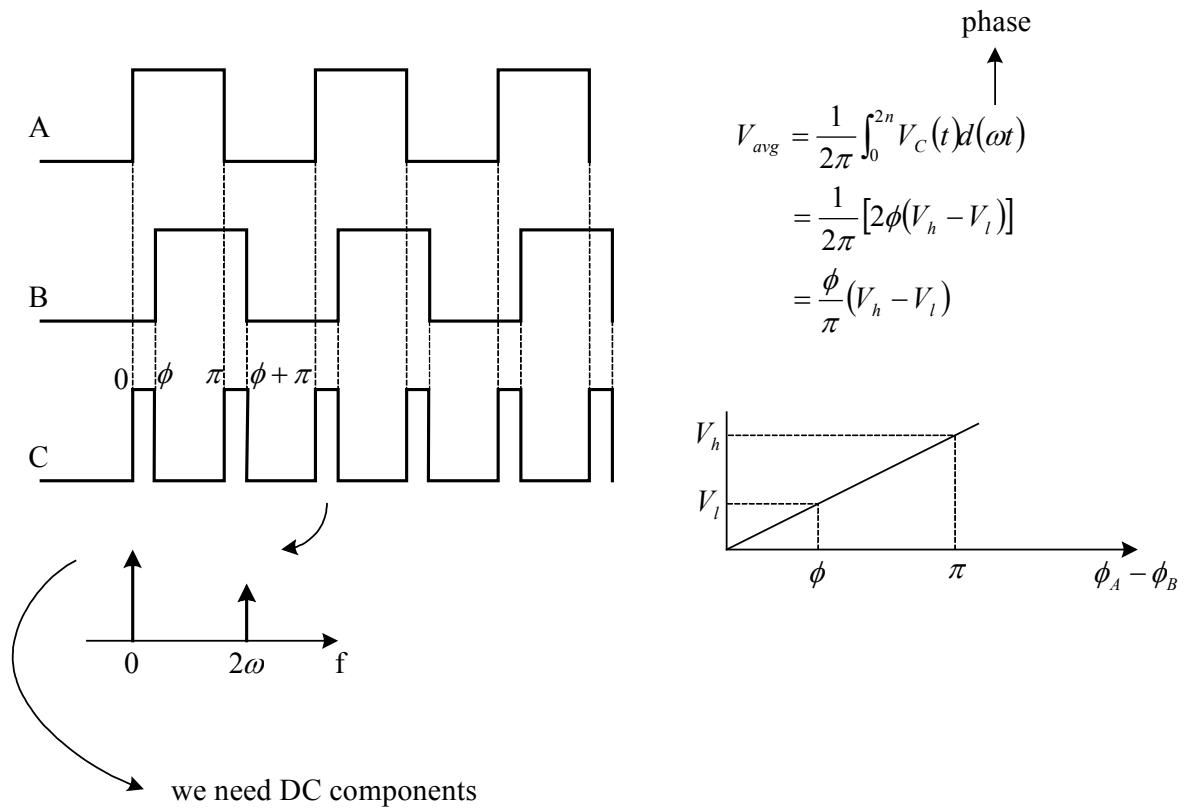 A
B
0 ϕ π ϕ + π
C
0 2ω f
we need DC components
phase
V_avg = 1/2π ∫_0^2n V_C(t)d(ωt)
= 1/2π [2ϕ(V_h − V_l)]
= ϕ/π (V_h − V_l)
V_h
V_l
ϕ π ϕ_A − ϕ_B